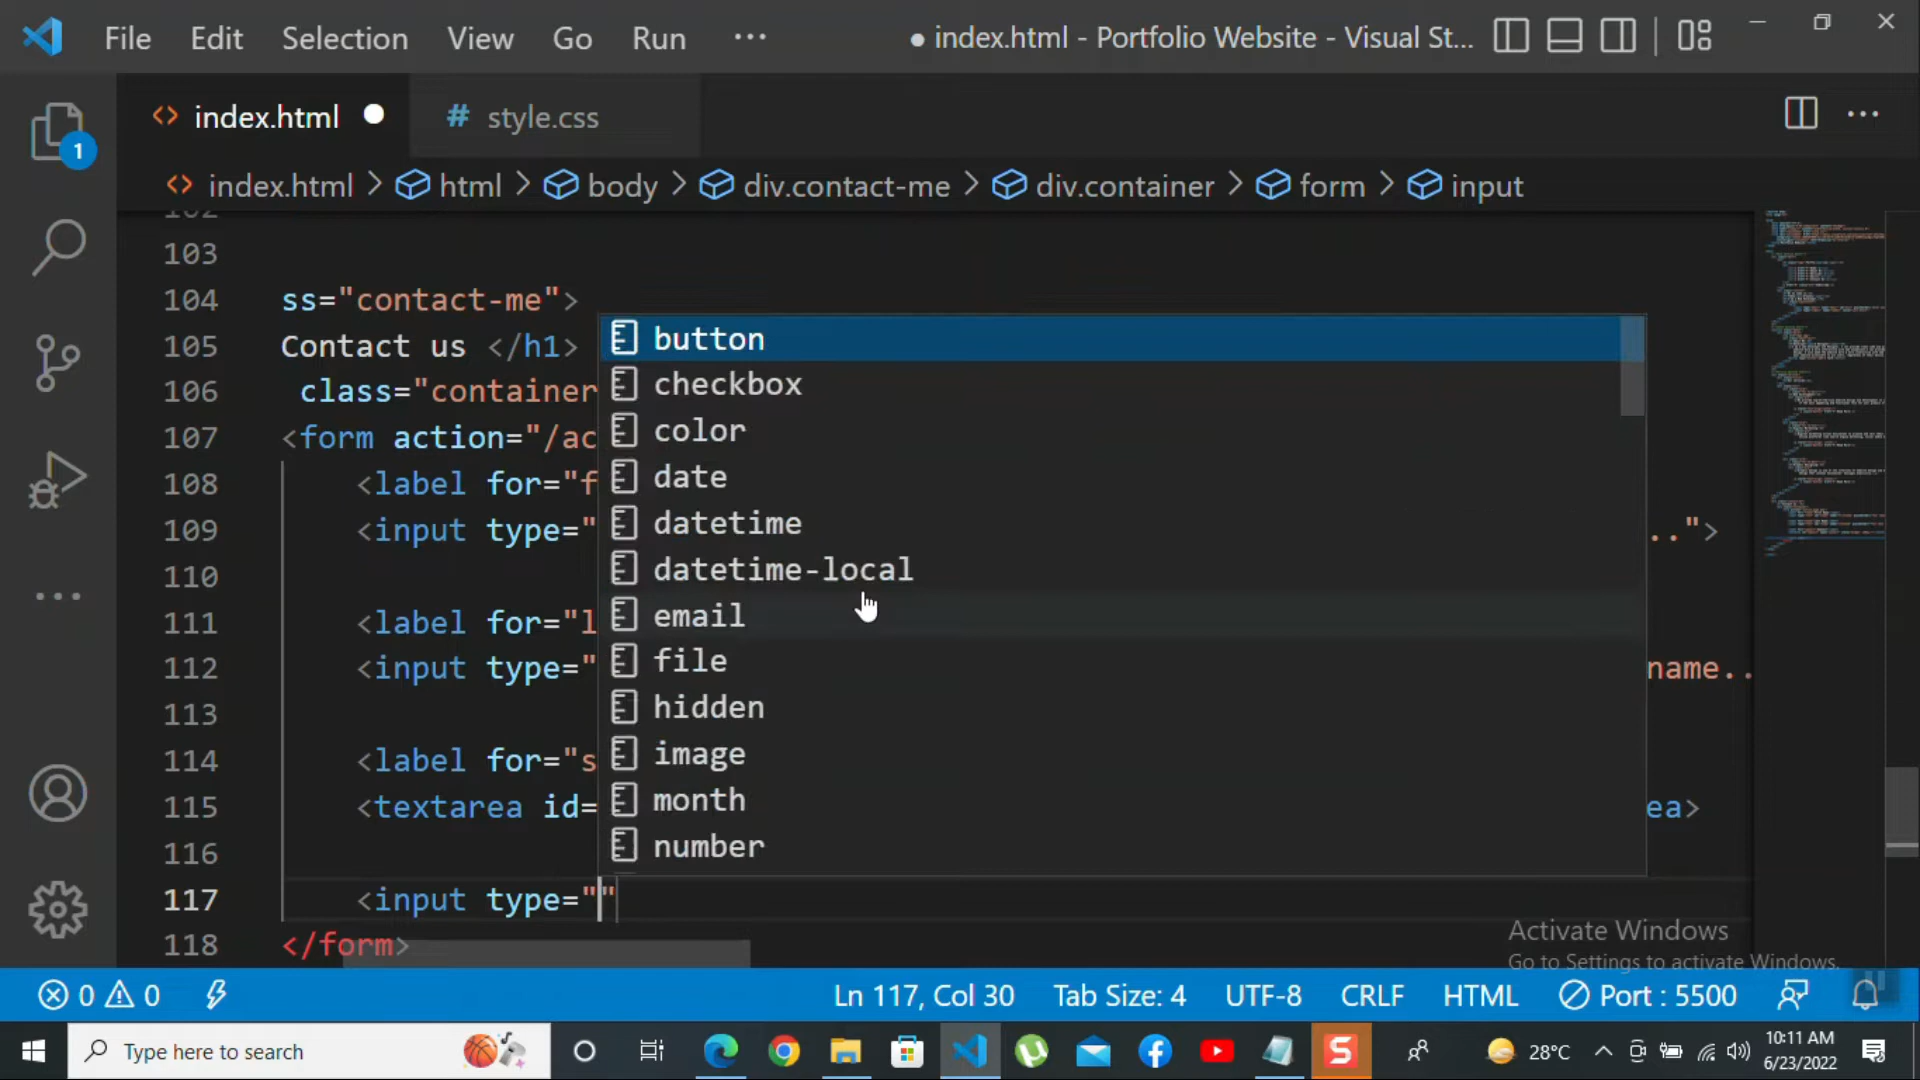 File Edit Selection View Go Run ... ● index.html - Portfolio Website - Visual St...
index.html ● # style.css
1
index.html > html > body > div.contact-me > div.container > form > input
102
103
104 ss="contact-me">
105 Contact us </h1>
106 class="container
107 <form action="/ac
108 <label for="f
109 <input type=" ..">
110
111 <label for="l
112 <input type=" name..
113
114 <label for="s
115 <textarea id= ea>
116
117 <input type=""
118 </form>
button
checkbox
color
date
datetime
datetime-local
email
file
hidden
image
month
number
Activate Windows
Go to Settings to activate Windows.
0 0 Ln 117, Col 30 Tab Size: 4 UTF-8 CRLF HTML Port : 5500
Type here to search
S
28°C
10:11 AM
6/23/2022